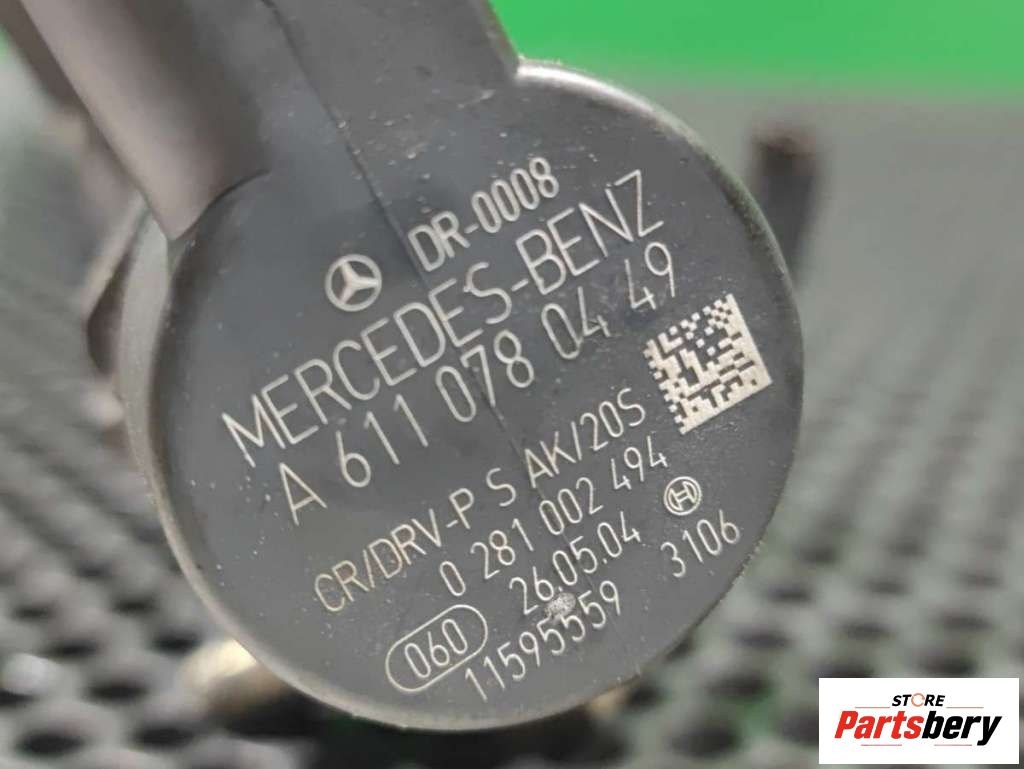 DR-0008
MERCEDES-BENZ
A 611 078 04 49
CR/DRV-P S AK/20S
0 281 002 494
060 26.05.04
11595559 3106
STORE
Partsbery